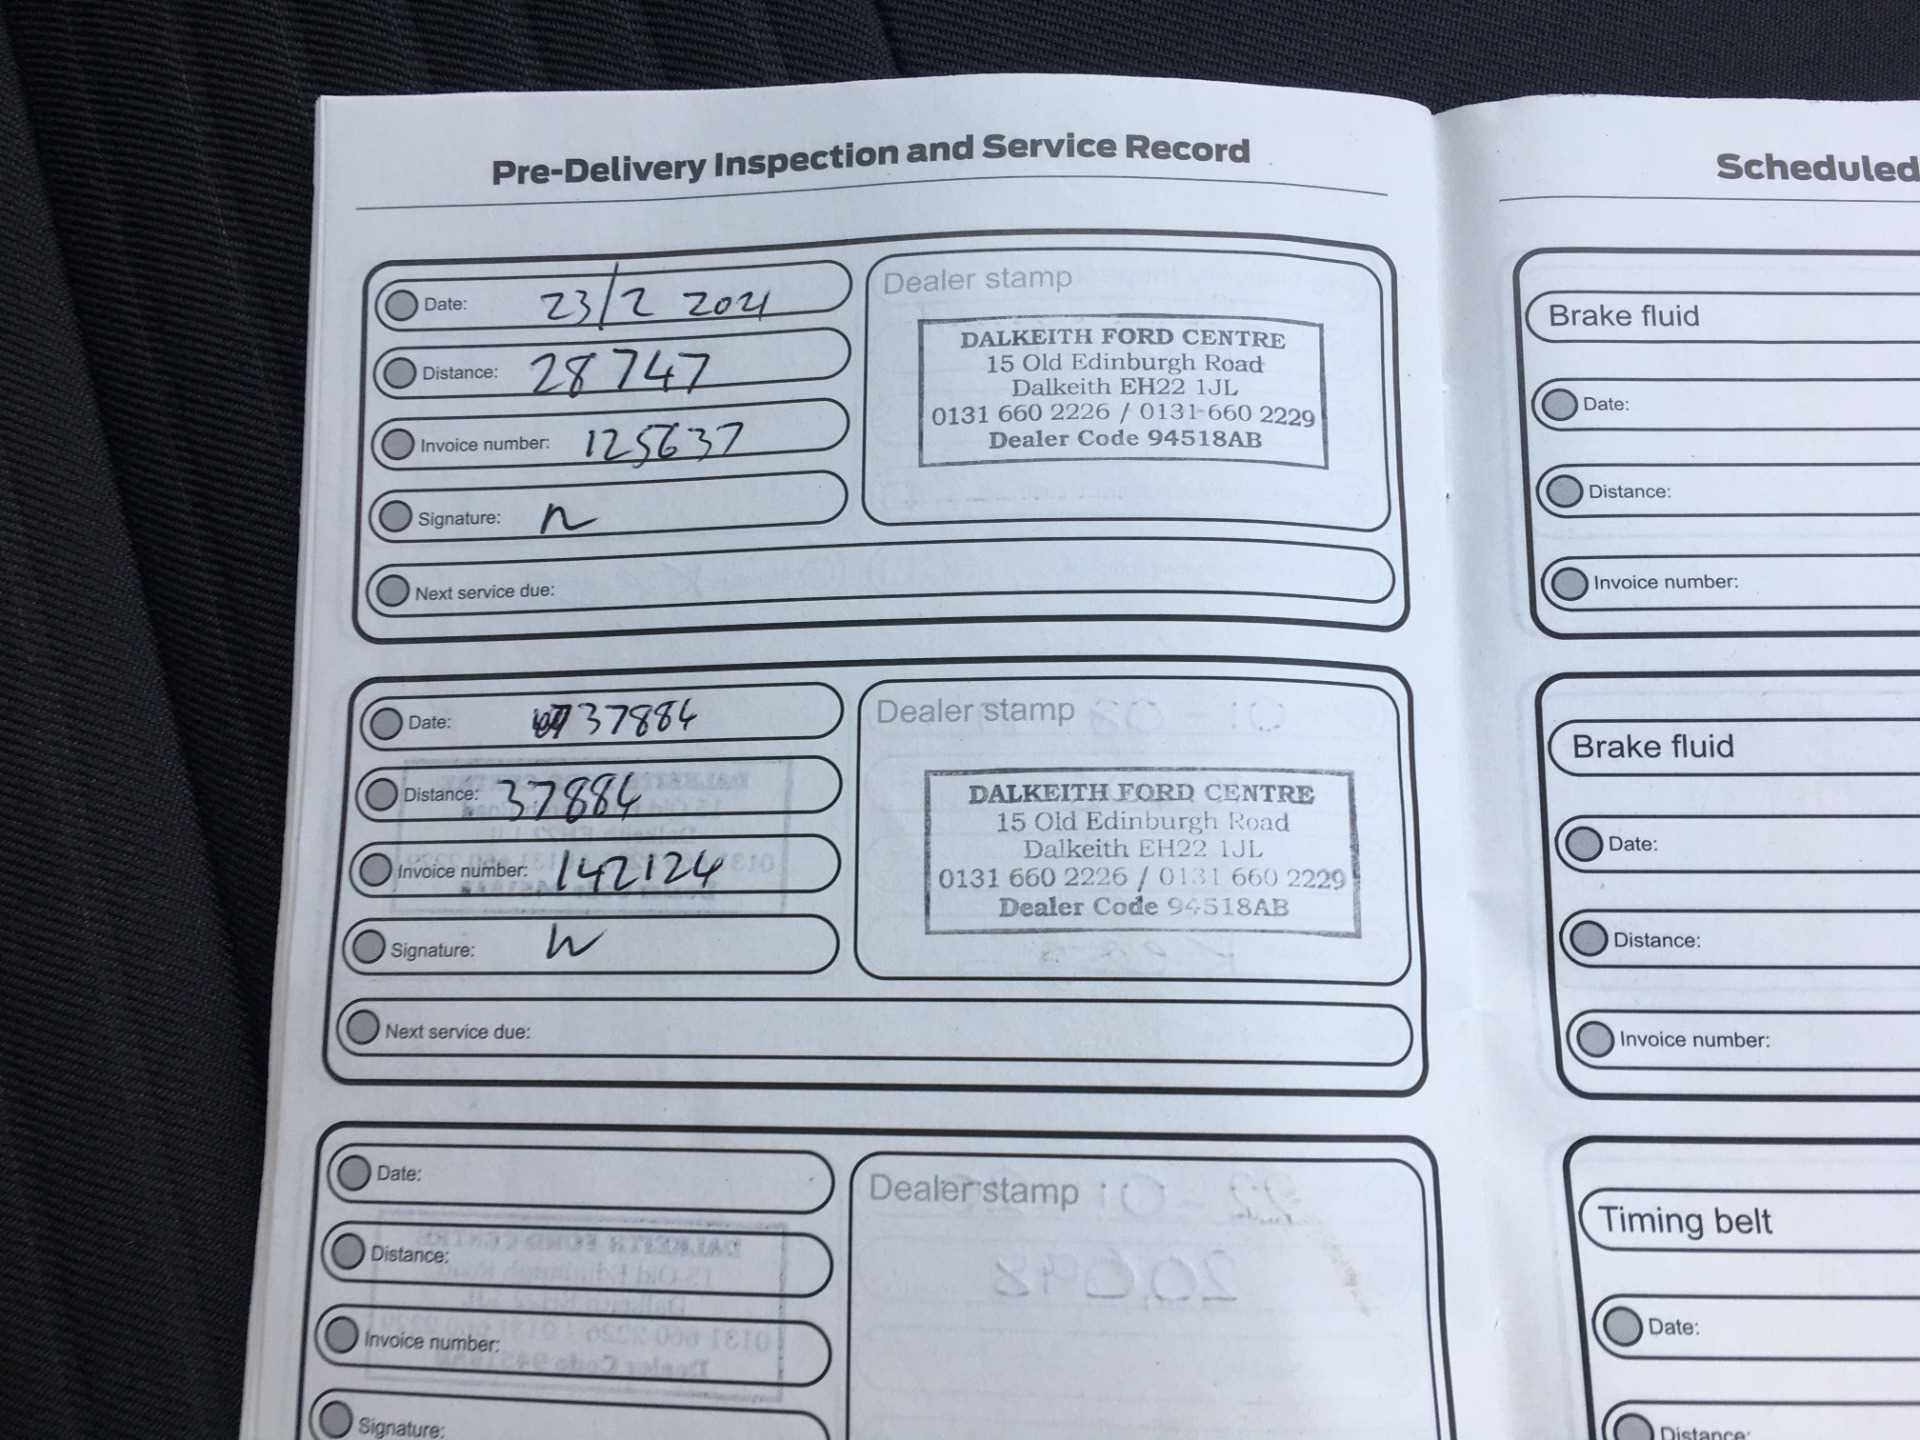 Pre-Delivery Inspection and Service Record
Date: 23/2 2021
Distance: 28747
Invoice number: 125637
Signature:
Next service due:
Dealer stamp
DALKEITH FORD CENTRE
15 Old Edinburgh Road
Dalkeith EH22 1JL
0131 660 2226 / 0131 660 2229
Dealer Code 94518AB
Date: 37884
Distance: 37884
Invoice number: 142124
Signature:
Next service due:
Dealer stamp
DALKEITH FORD CENTRE
15 Old Edinburgh Road
Dalkeith EH22 1JL
0131 660 2226 / 0131 660 2229
Dealer Code 94518AB
Date:
Distance:
Invoice number:
Signature:
Dealer stamp
Scheduled
Brake fluid
Date:
Distance:
Invoice number:
Brake fluid
Date:
Distance:
Invoice number:
Timing belt
Date:
Distance: